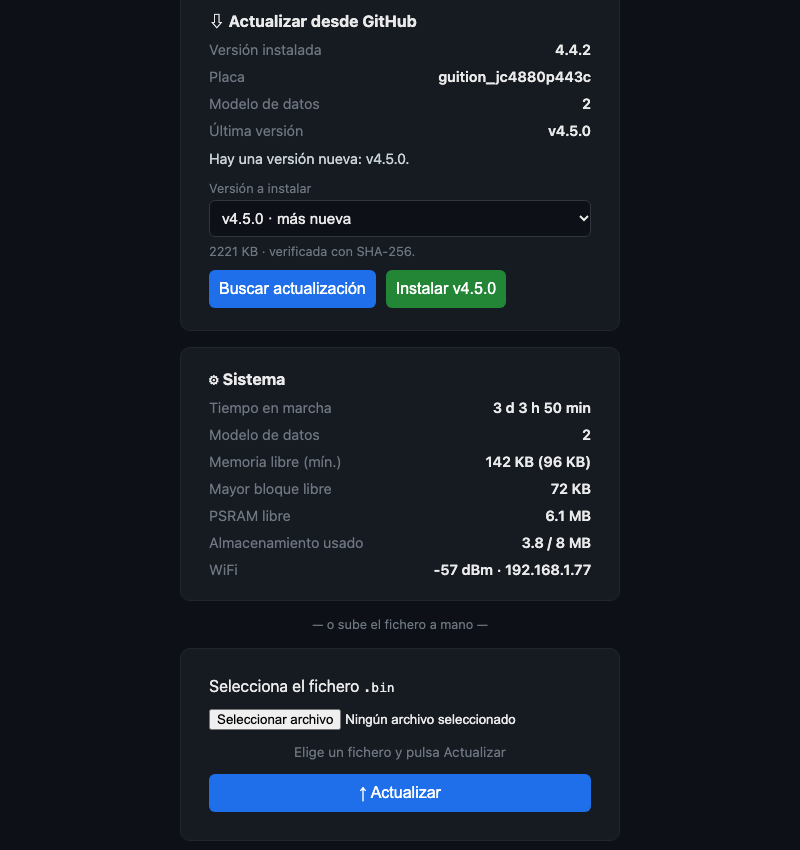 ⇩ Actualizar desde GitHub
Versión instalada 4.4.2
Placa guition_jc4880p443c
Modelo de datos 2
Última versión v4.5.0
Hay una versión nueva: v4.5.0.
Versión a instalar
v4.5.0 · más nueva
2221 KB · verificada con SHA-256.
Buscar actualización Instalar v4.5.0
⚙ Sistema
Tiempo en marcha 3 d 3 h 50 min
Modelo de datos 2
Memoria libre (mín.) 142 KB (96 KB)
Mayor bloque libre 72 KB
PSRAM libre 6.1 MB
Almacenamiento usado 3.8 / 8 MB
WiFi -57 dBm · 192.168.1.77
— o sube el fichero a mano —
Selecciona el fichero .bin
Seleccionar archivo Ningún archivo seleccionado
Elige un fichero y pulsa Actualizar
↑ Actualizar